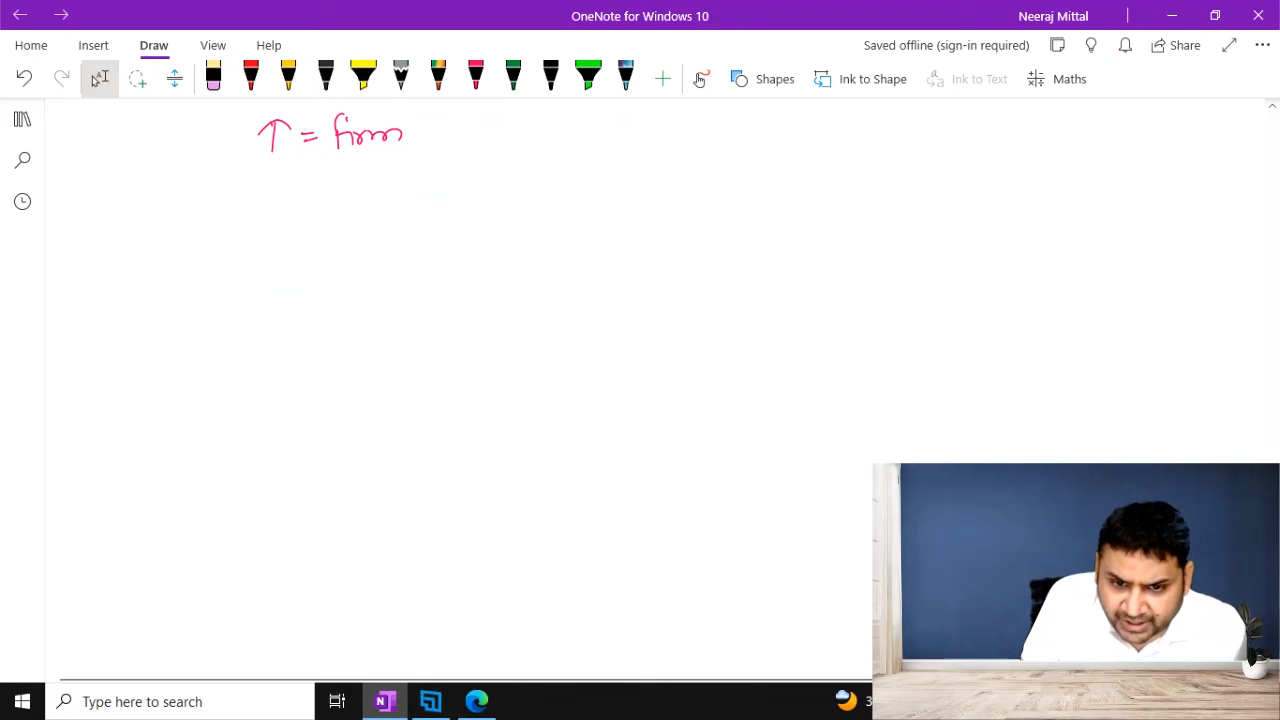 OneNote for Windows 10
Neeraj Mittal
Home Insert Draw View Help
Saved offline (sign-in required) Share
Shapes Ink to Shape Ink to Text Maths
↑ = firm
Type here to search
3